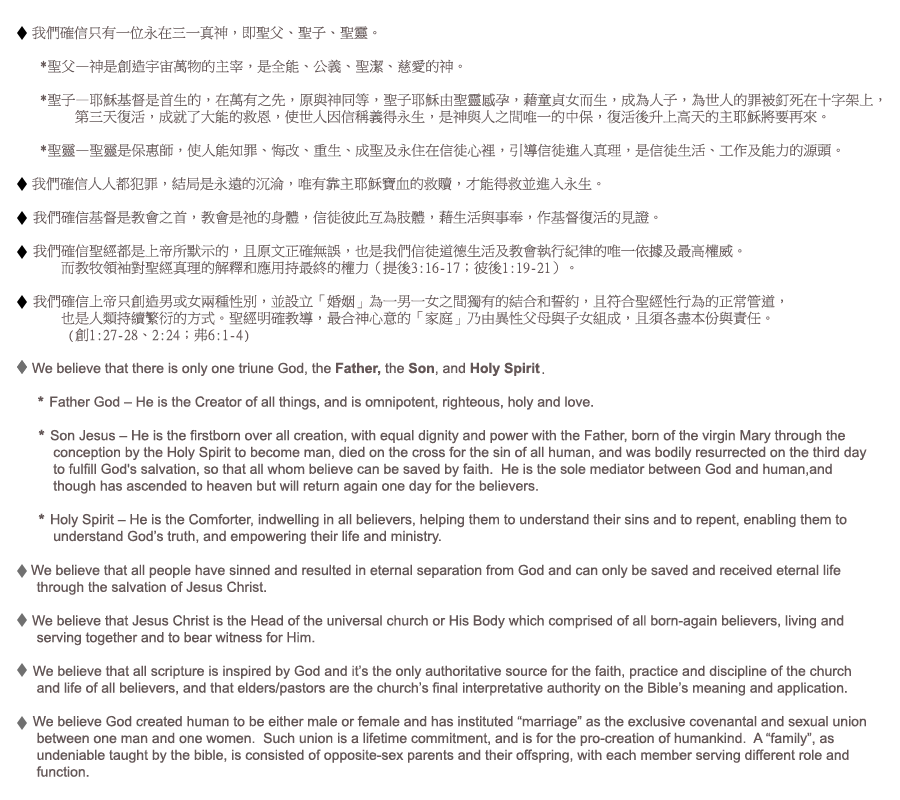 ♦ 我們確信只有一位永在三一真神，即聖父、聖子、聖靈。
*聖父—神是創造宇宙萬物的主宰，是全能、公義、聖潔、慈愛的神。
*聖子—耶穌基督是首生的，在萬有之先，原與神同等，聖子耶穌由聖靈感孕，藉童貞女而生，成為人子，為世人的罪被釘死在十字架上，
第三天復活，成就了大能的救恩，使世人因信稱義得永生，是神與人之間唯一的中保，復活後升上高天的主耶穌將要再來。
*聖靈—聖靈是保惠師，使人能知罪、悔改、重生、成聖及永住在信徒心裡，引導信徒進入真理，是信徒生活、工作及能力的源頭。
♦ 我們確信人人都犯罪，結局是永遠的沉淪，唯有靠主耶穌寶血的救贖，才能得救並進入永生。
♦ 我們確信基督是教會之首，教會是祂的身體，信徒彼此互為肢體，藉生活與事奉，作基督復活的見證。
♦ 我們確信聖經都是上帝所默示的，且原文正確無誤，也是我們信徒道德生活及教會執行紀律的唯一依據及最高權威。
而教牧領袖對聖經真理的解釋和應用持最終的權力（提後3:16-17；彼後1:19-21）。
♦ 我們確信上帝只創造男或女兩種性別，並設立「婚姻」為一男一女之間獨有的結合和誓約，且符合聖經性行為的正常管道，
也是人類持續繁衍的方式。聖經明確教導，最合神心意的「家庭」乃由異性父母與子女組成，且須各盡本份與責任。
(創1:27-28、2:24；弗6:1-4)
♦ We believe that there is only one triune God, the Father, the Son, and Holy Spirit.
* Father God – He is the Creator of all things, and is omnipotent, righteous, holy and love.
* Son Jesus – He is the firstborn over all creation, with equal dignity and power with the Father, born of the virgin Mary through the
conception by the Holy Spirit to become man, died on the cross for the sin of all human, and was bodily resurrected on the third day
to fulfill God's salvation, so that all whom believe can be saved by faith.  He is the sole mediator between God and human,and
though has ascended to heaven but will return again one day for the believers.
* Holy Spirit – He is the Comforter, indwelling in all believers, helping them to understand their sins and to repent, enabling them to
understand God's truth, and empowering their life and ministry.
♦ We believe that all people have sinned and resulted in eternal separation from God and can only be saved and received eternal life
through the salvation of Jesus Christ.
♦ We believe that Jesus Christ is the Head of the universal church or His Body which comprised of all born-again believers, living and
serving together and to bear witness for Him.
♦ We believe that all scripture is inspired by God and it's the only authoritative source for the faith, practice and discipline of the church
and life of all believers, and that elders/pastors are the church's final interpretative authority on the Bible's meaning and application.
♦ We believe God created human to be either male or female and has instituted “marriage” as the exclusive covenantal and sexual union
between one man and one women.  Such union is a lifetime commitment, and is for the pro-creation of humankind.  A “family”, as
undeniable taught by the bible, is consisted of opposite-sex parents and their offspring, with each member serving different role and
function.